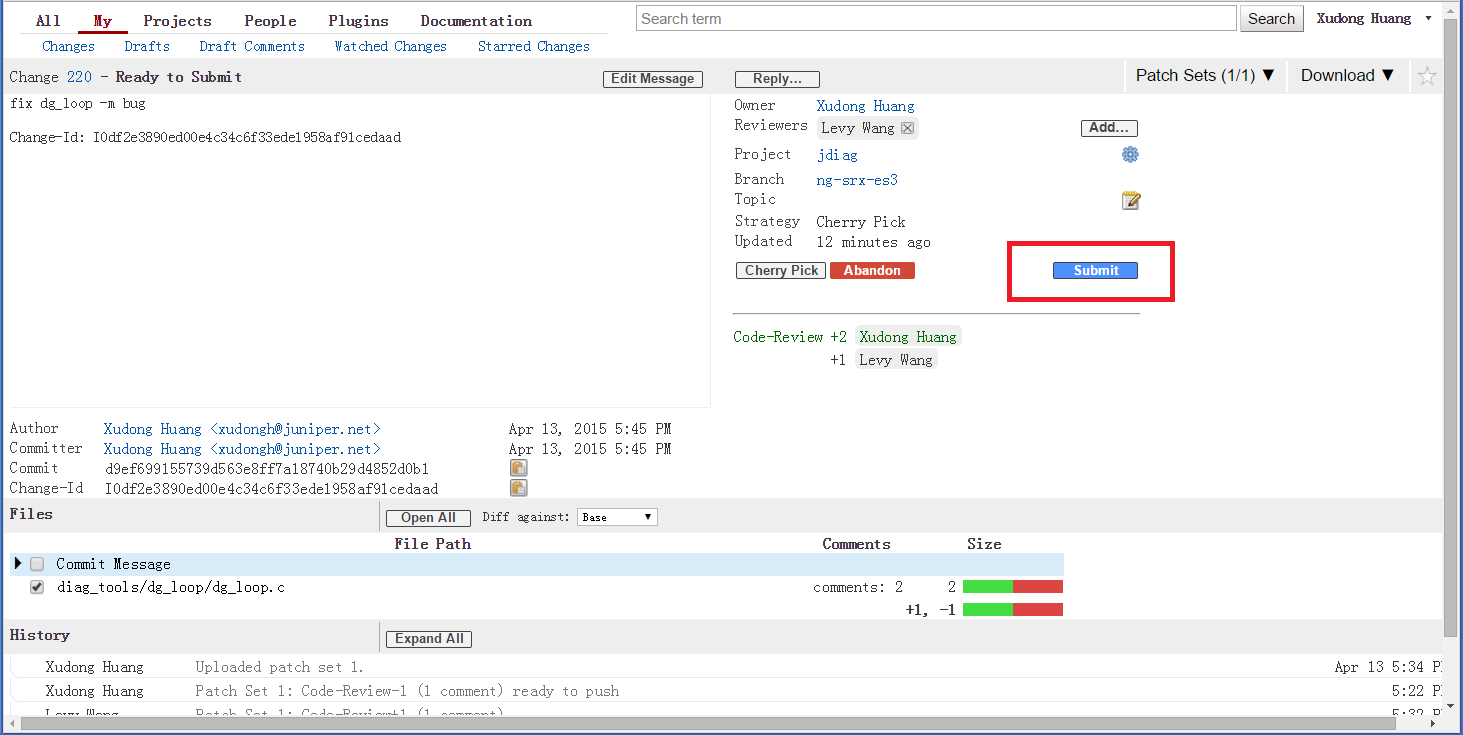 All My Projects People Plugins Documentation Search term Search Xudong Huang
Changes Drafts Draft Comments Watched Changes Starred Changes
Change 220 - Ready to Submit Edit Message Reply... Patch Sets (1/1) ▼ Download ▼
fix dg_loop -m bug
Change-Id: I0df2e3890ed00e4c34c6f33ede1958af91cedaad
Owner Xudong Huang
Reviewers Levy Wang Add...
Project jdiag
Branch ng-srx-es3
Topic
Strategy Cherry Pick
Updated 12 minutes ago
Cherry Pick Abandon Submit
Code-Review +2 Xudong Huang
+1 Levy Wang
Author Xudong Huang <xudongh@juniper.net> Apr 13, 2015 5:45 PM
Committer Xudong Huang <xudongh@juniper.net> Apr 13, 2015 5:45 PM
Commit d9ef699155739d563e8ff7a18740b29d4852d0b1
Change-Id I0df2e3890ed00e4c34c6f33ede1958af91cedaad
Files Open All Diff against: Base
File Path Comments Size
Commit Message
diag_tools/dg_loop/dg_loop.c comments: 2 2
+1, -1
History Expand All
Xudong Huang Uploaded patch set 1. Apr 13 5:34
Xudong Huang Patch Set 1: Code-Review-1 (1 comment) ready to push 5:22
Levy Wang Patch Set 1: Code-Review+1 (1 comment) 5:32